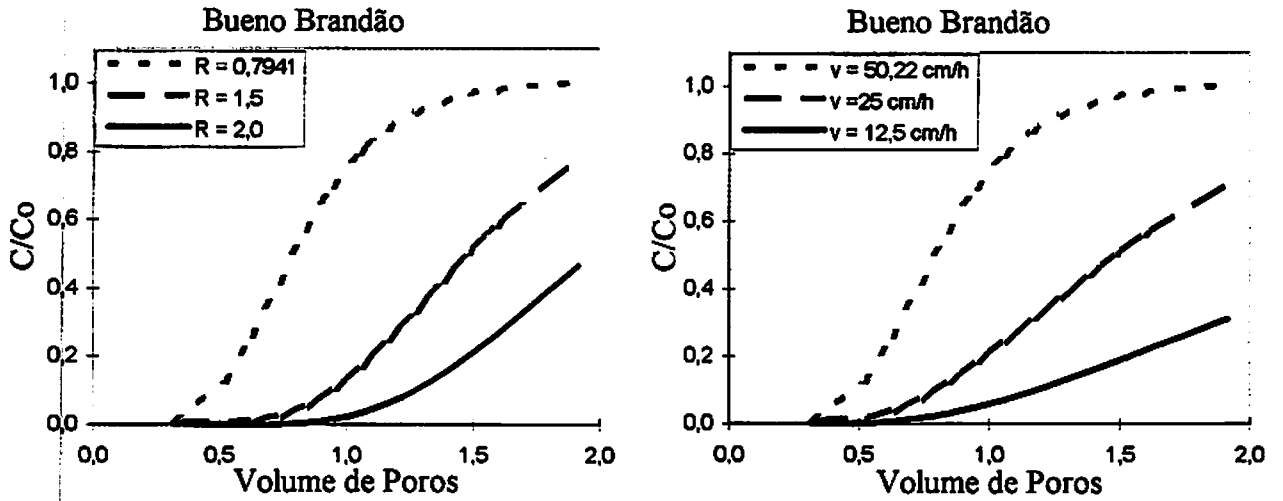 Bueno Brandão
R = 0,7941
R = 1,5
R = 2,0
1,0
0,8
0,6
0,4
0,2
0,0
C/Co
0,0 0,5 1,0 1,5 2,0
Volume de Poros
Bueno Brandão
v = 50,22 cm/h
v =25 cm/h
v = 12,5 cm/h
1,0
0,8
0,6
0,4
0,2
0,0
C/Co
0,0 0,5 1,0 1,5 2,0
Volume de Poros